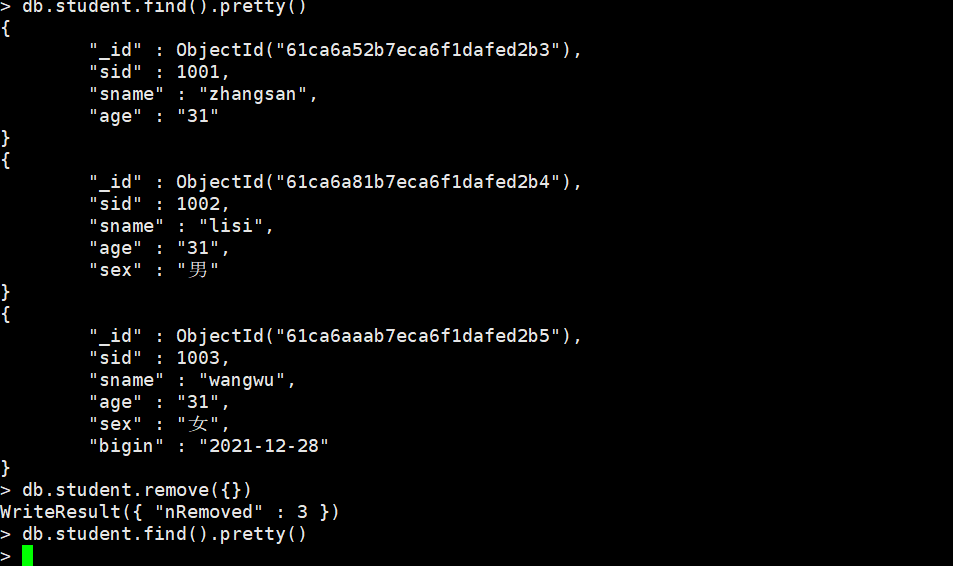 > db.student.find().pretty()
{
        "_id" : ObjectId("61ca6a52b7eca6f1dafed2b3"),
        "sid" : 1001,
        "sname" : "zhangsan",
        "age" : "31"
}
{
        "_id" : ObjectId("61ca6a81b7eca6f1dafed2b4"),
        "sid" : 1002,
        "sname" : "lisi",
        "age" : "31",
        "sex" : "男"
}
{
        "_id" : ObjectId("61ca6aaab7eca6f1dafed2b5"),
        "sid" : 1003,
        "sname" : "wangwu",
        "age" : "31",
        "sex" : "女",
        "bigin" : "2021-12-28"
}
> db.student.remove({})
WriteResult({ "nRemoved" : 3 })
> db.student.find().pretty()
>